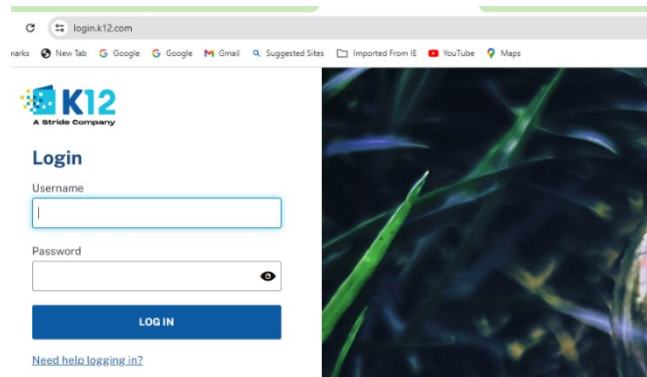 login.k12.com
New Tab Google Google Gmail Suggested Sites Imported From IE YouTube Maps
K12
A Stride Company
Login
Username
Password
LOG IN
Need help logging in?